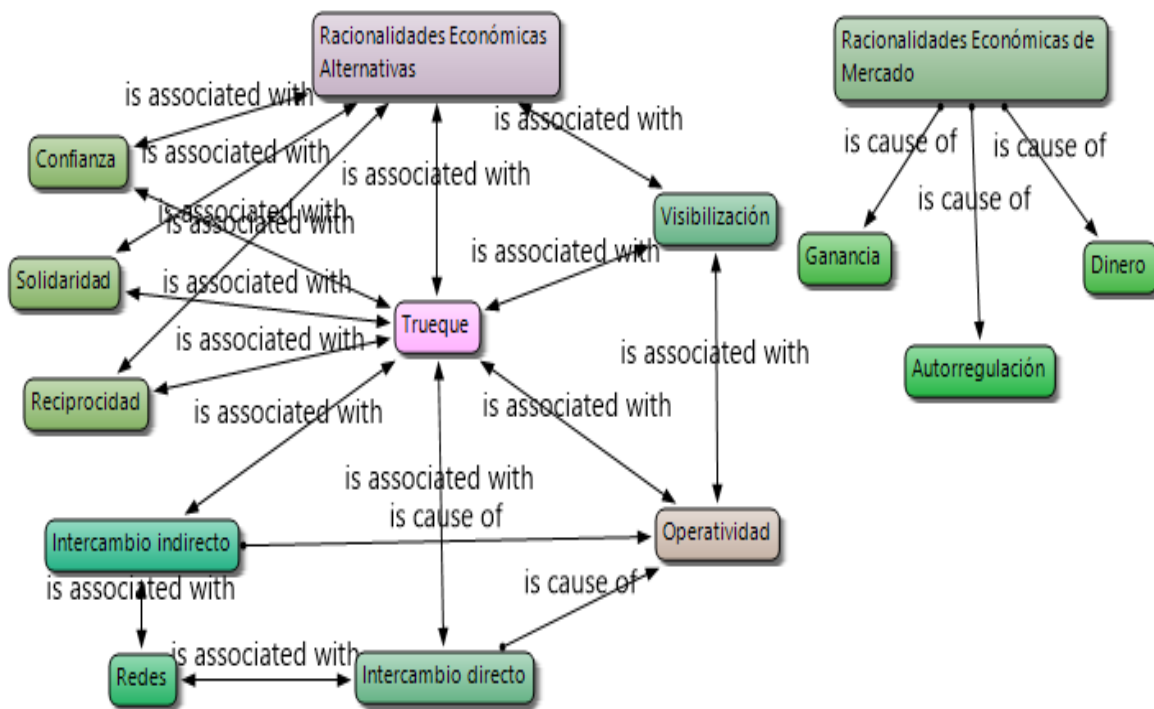 Racionalidades Económicas
Alternativas
Racionalidades Económicas de
Mercado
is associated with
is associated with
is cause of
is cause of
Confianza
is associated with
is associated with
is cause of
Visibilización
is associated with
is associated with
is associated with
Ganancia
Dinero
Solidaridad
is associated with
Trueque
is associated with
is associated with
Autorregulación
Reciprocidad
is associated with
is associated with
is associated with
is cause of
Operatividad
Intercambio indirecto
is associated with
is cause of
is associated with
Redes
Intercambio directo